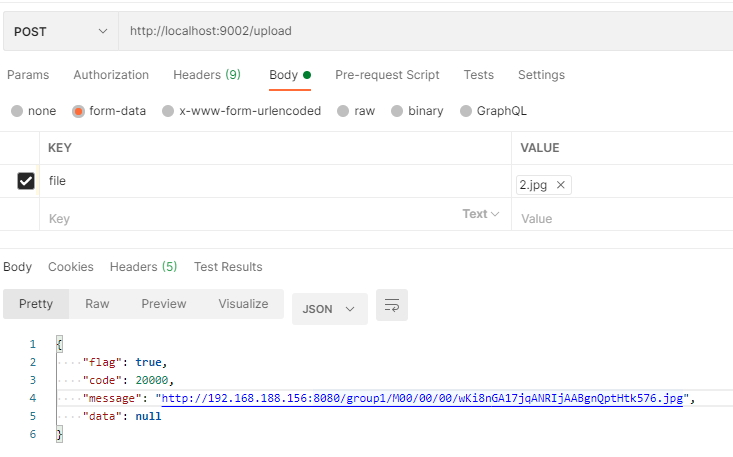 POST http://localhost:9002/upload
Params Authorization Headers (9) Body Pre-request Script Tests Settings
none form-data x-www-form-urlencoded raw binary GraphQL
KEY VALUE
file 2.jpg
Key Text Value
Body Cookies Headers (5) Test Results
Pretty Raw Preview Visualize JSON
1 {
2 "flag": true,
3 "code": 20000,
4 "message": "http://192.168.188.156:8080/group1/M00/00/00/wKi8nGA17jqANRIjAABgnQptHtk576.jpg",
5 "data": null
6 }